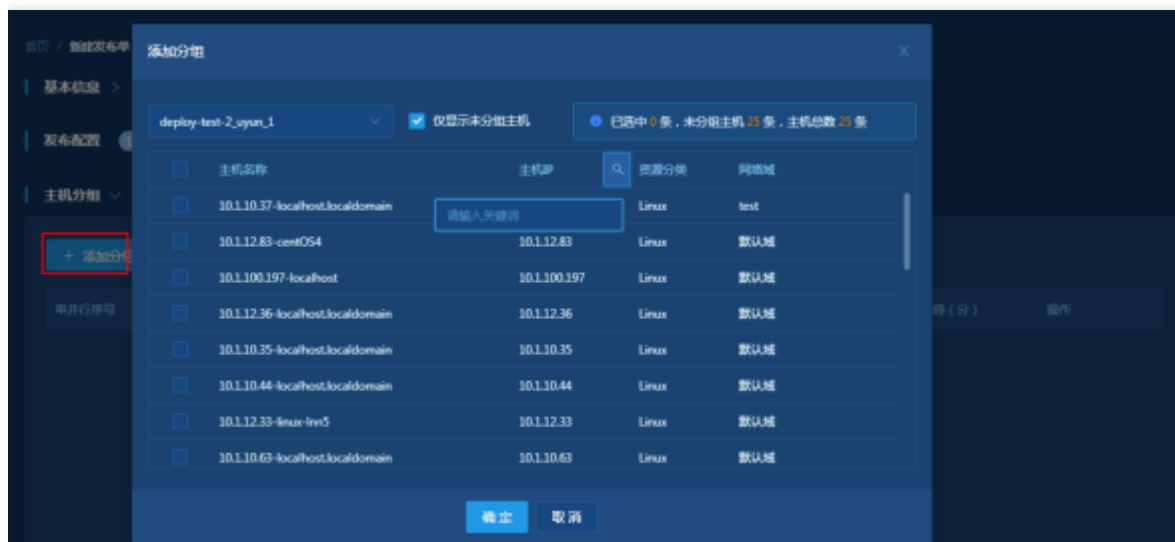 首页 / 新建发布单
添加分组
基本信息
deploy-test-2_uyun_1
仅显示未分组主机
已选中 0 条，未分组主机 25 条，主机总数 25 条
发布配置
主机名称 主机IP 资源分类 网络域
主机分组
10.1.10.37-localhost.localdomain Linux test
请输入关键词
10.1.12.83-centOS4 10.1.12.83 Linux 默认域
+ 添加分组
10.1.100.197-localhost 10.1.100.197 Linux 默认域
串并行序号
10.1.12.36-localhost.localdomain 10.1.12.36 Linux 默认域
(分) 操作
10.1.10.35-localhost.localdomain 10.1.10.35 Linux 默认域
10.1.10.44-localhost.localdomain 10.1.10.44 Linux 默认域
10.1.12.33-linux-lnn5 10.1.12.33 Linux 默认域
10.1.10.63-localhost.localdomain 10.1.10.63 Linux 默认域
确定 取消